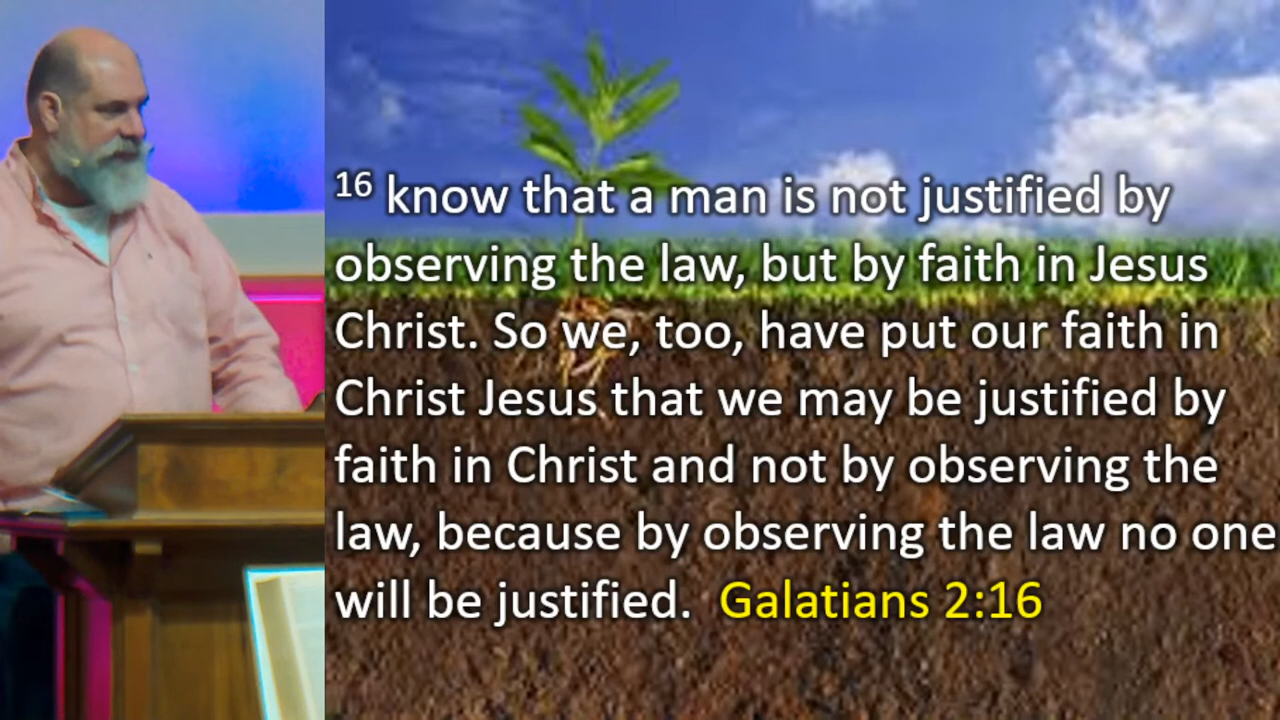 16 know that a man is not justified by
observing the law, but by faith in Jesus
Christ. So we, too, have put our faith in
Christ Jesus that we may be justified by
faith in Christ and not by observing the
law, because by observing the law no one
will be justified. Galatians 2:16